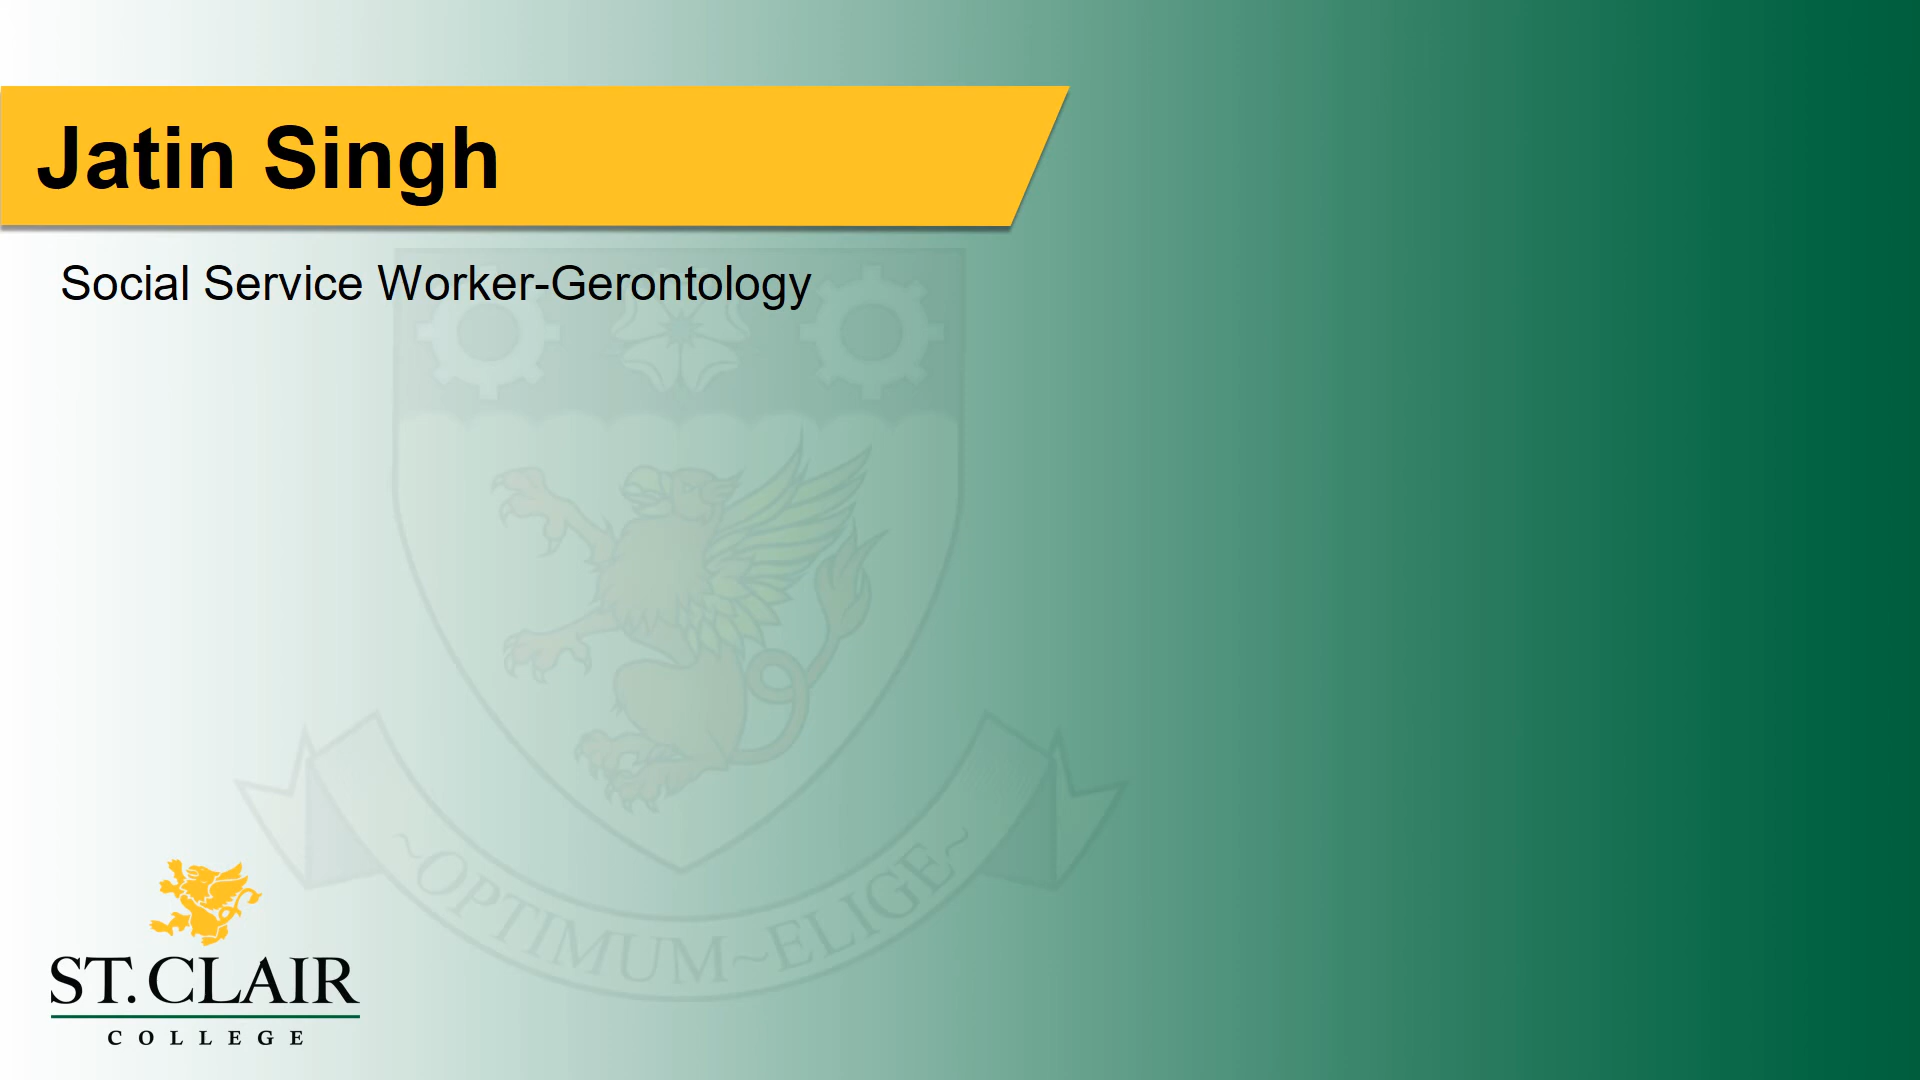 Jatin Singh
Social Service Worker-Gerontology
~OPTIMUM~ELIGE~
ST. CLAIR
COLLEGE